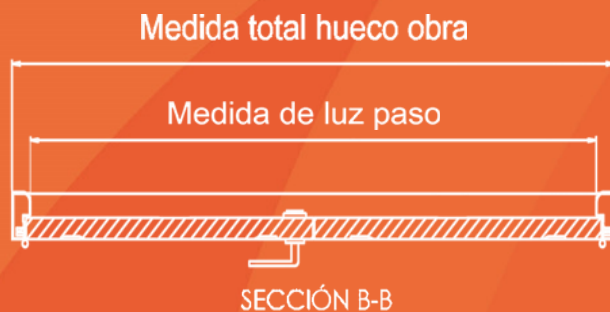 Medida total hueco obra
Medida de luz paso
SECCIÓN B-B